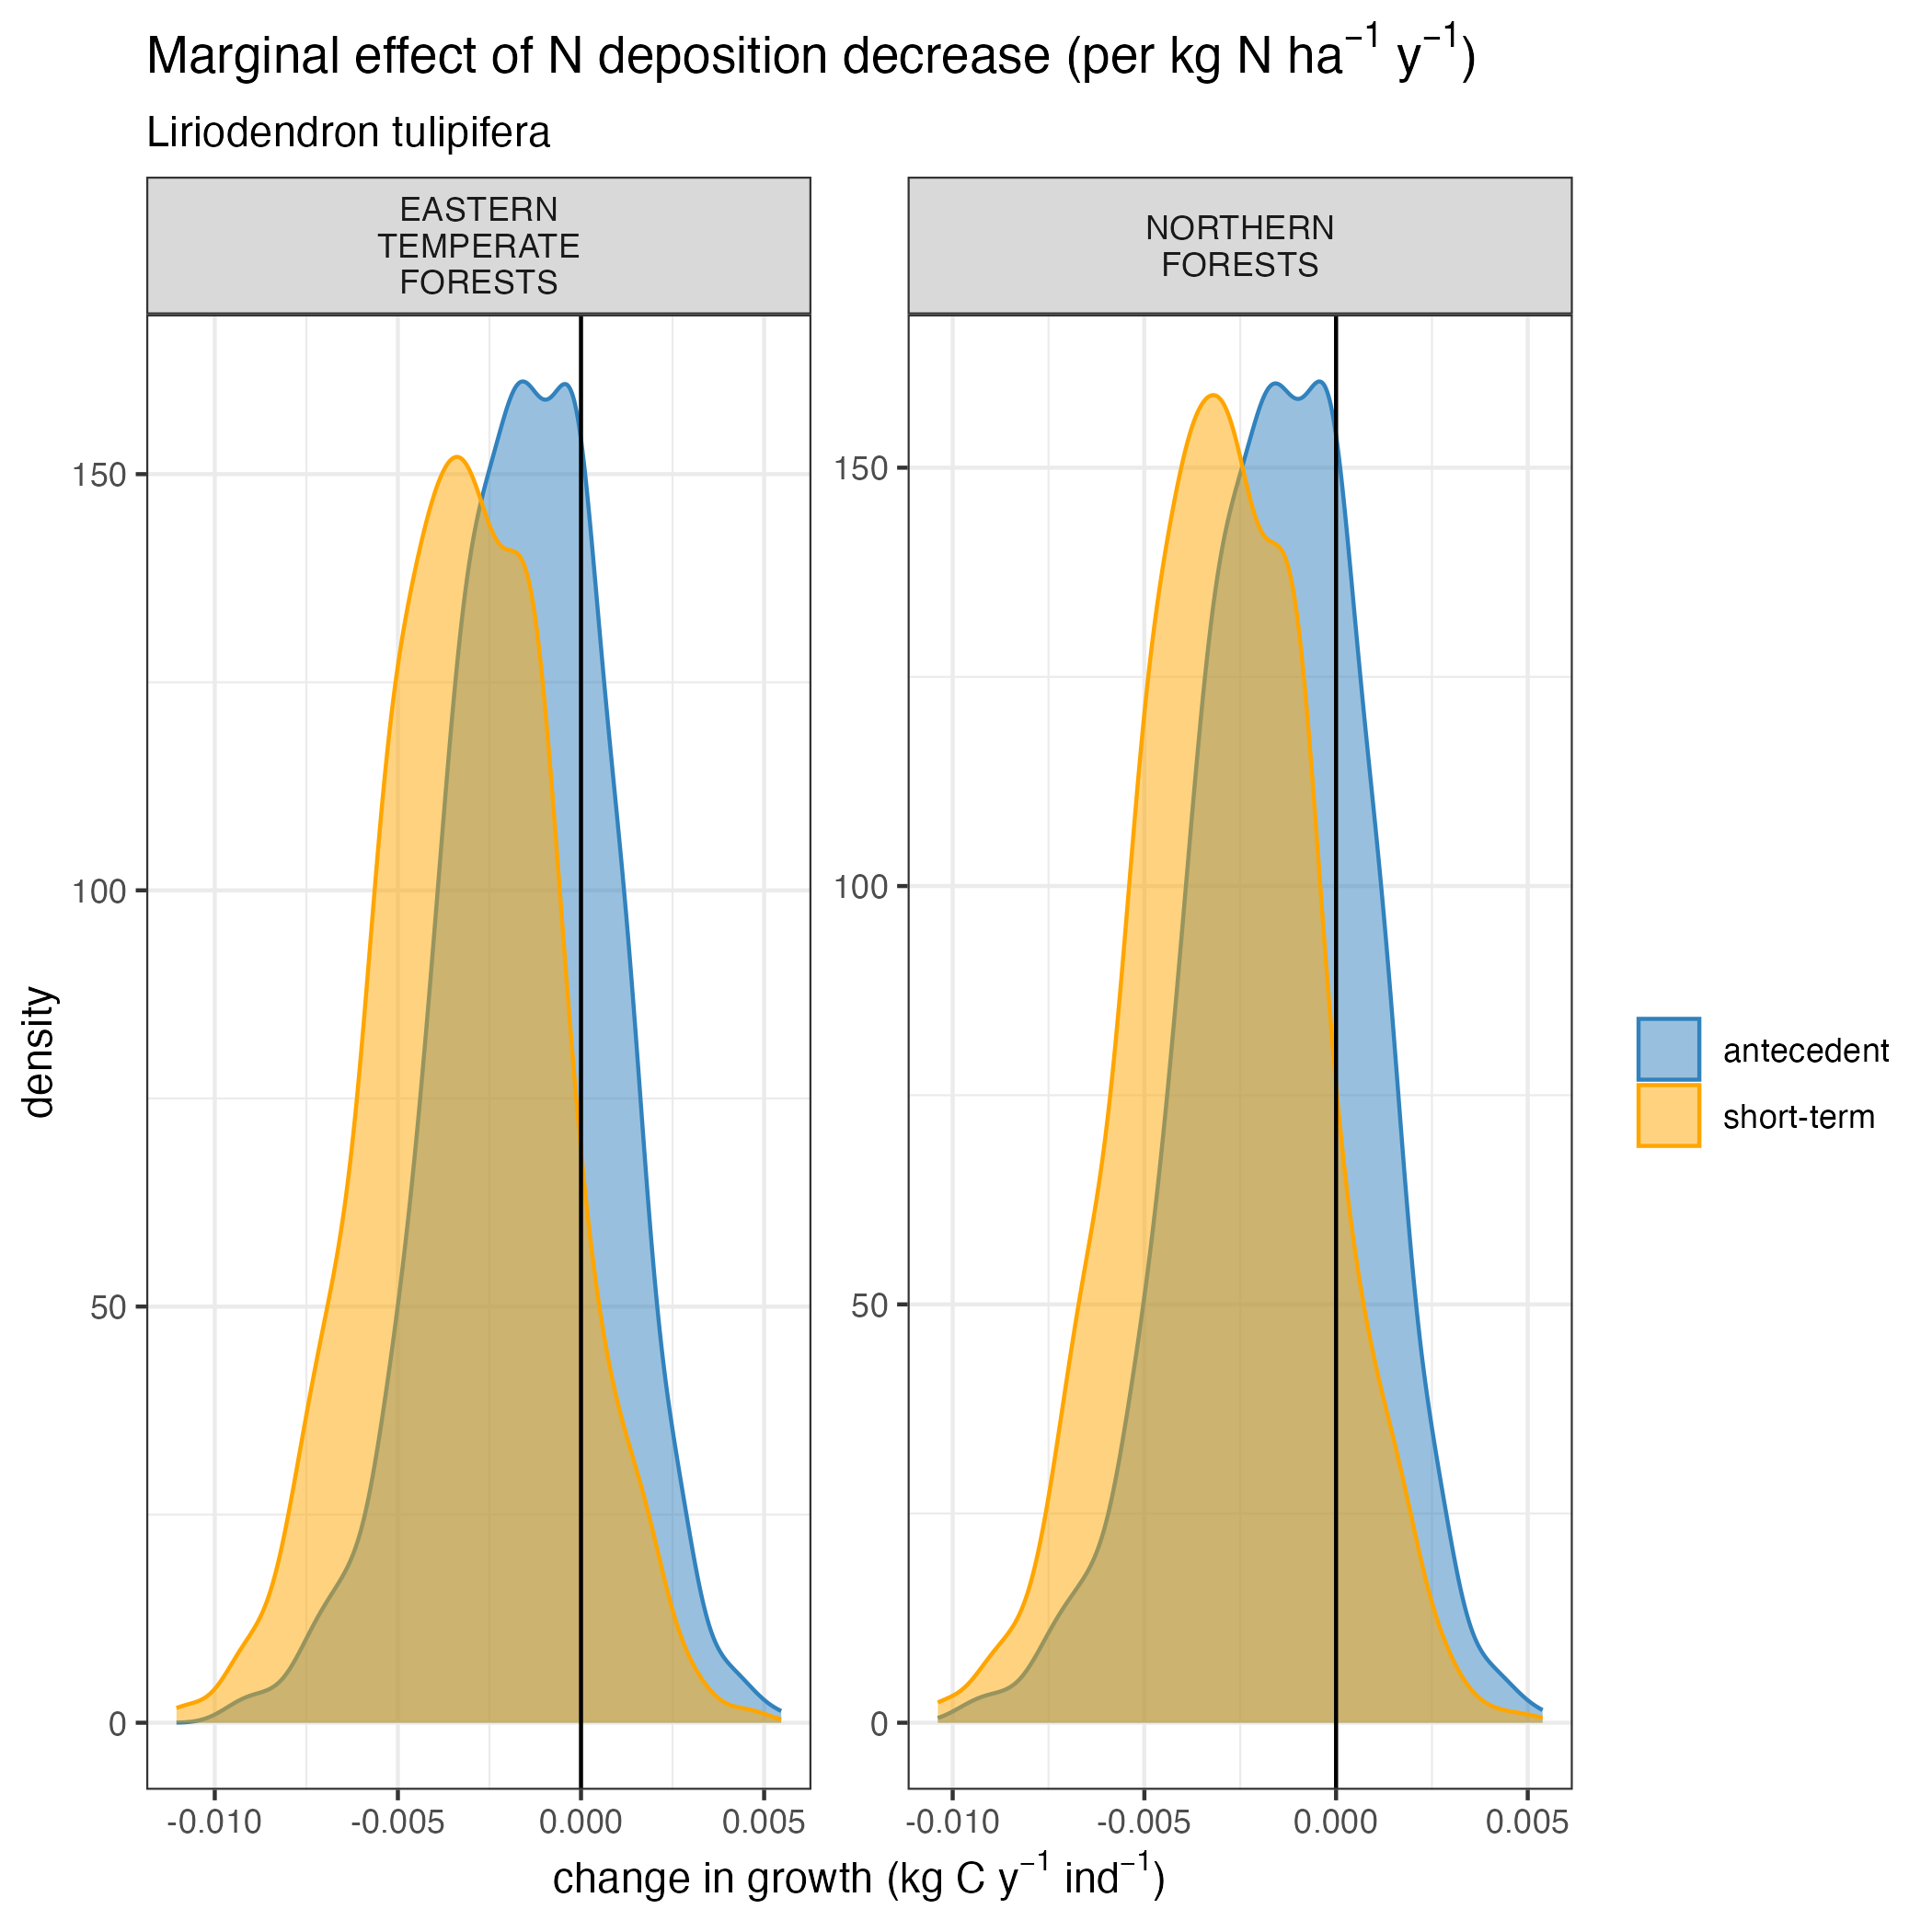 Marginal effect of N deposition decrease (per kg N ha⁻¹ y⁻¹)
Liriodendron tulipifera
EASTERN
TEMPERATE
FORESTS
NORTHERN
FORESTS
density
150
100
50
0
150
100
50
0
-0.010 -0.005 0.000 0.005
-0.010 -0.005 0.000 0.005
change in growth (kg C y⁻¹ ind⁻¹)
antecedent
short-term